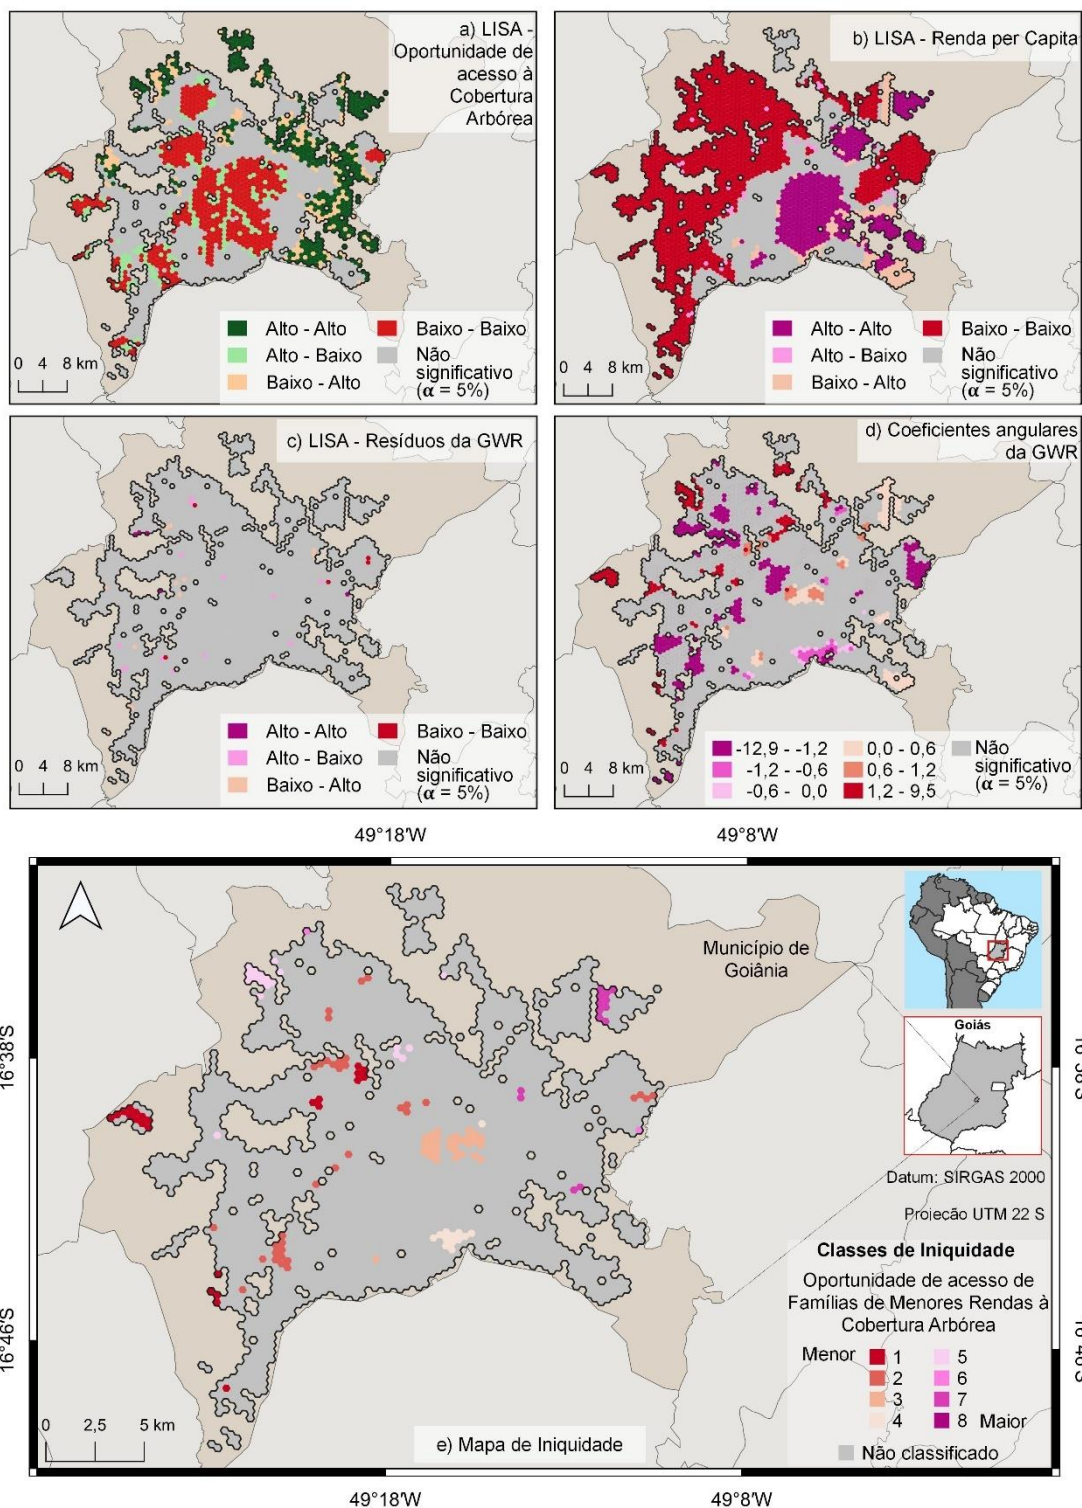 a) LISA -
Oportunidade de
acesso à
Cobertura
Arbórea
Alto - Alto
Baixo - Baixo
Alto - Baixo
Não
significativo
(α = 5%)
Baixo - Alto
0 4 8 km
b) LISA - Renda per Capita
Alto - Alto
Baixo - Baixo
Alto - Baixo
Não
significativo
(α = 5%)
Baixo - Alto
0 4 8 km
c) LISA - Resíduos da GWR
Alto - Alto
Baixo - Baixo
Alto - Baixo
Não
significativo
(α = 5%)
Baixo - Alto
0 4 8 km
d) Coeficientes angulares
da GWR
-12,9 - -1,2
-1,2 - -0,6
-0,6 - 0,0
0,0 - 0,6
0,6 - 1,2
1,2 - 9,5
Não
significativo
(α = 5%)
0 4 8 km
49°18'W
49°8'W
16°38'S
16°46'S
Município de
Goiânia
Goiás
Datum: SIRGAS 2000
Projecão UTM 22 S
Classes de Iniquidade
Oportunidade de acesso de
Famílias de Menores Rendas à
Cobertura Arbórea
Menor
1
2
3
4
5
6
7
8 Maior
Não classificado
0 2,5 5 km
e) Mapa de Iniquidade
49°18'W
49°8'W